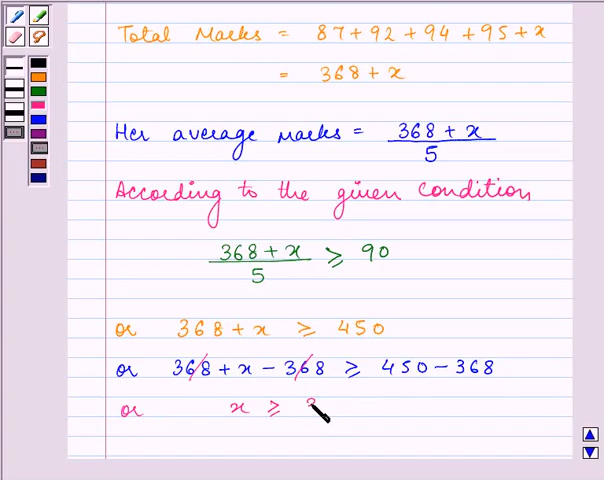 Total Marks = 87+92+94+95+x
= 368+x
Her average marks = 368+x / 5
According to the given condition
368+x / 5 ≥ 90
or 368+x ≥ 450
or 368+x-368 ≥ 450-368
or x ≥